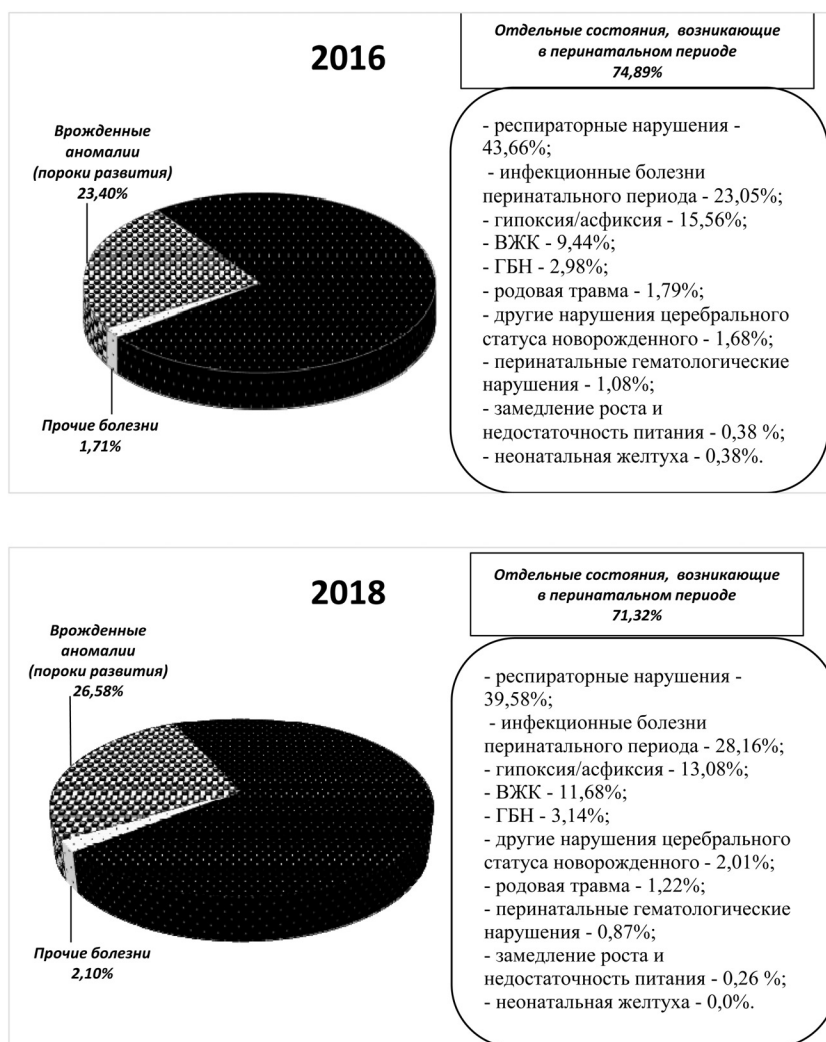 2016
Отдельные состояния, возникающие
в перинатальном периоде
74,89%
Врожденные
аномалии
(пороки развития)
23,40%
Прочие болезни
1,71%
- респираторные нарушения -
43,66%;
- инфекционные болезни
перинатального периода - 23,05%;
- гипоксия/асфиксия - 15,56%;
- ВЖК - 9,44%;
- ГБН - 2,98%;
- родовая травма - 1,79%;
- другие нарушения церебрального
статуса новорожденного - 1,68%;
- перинатальные гематологические
нарушения - 1,08%;
- замедление роста и
недостаточность питания - 0,38 %;
- неонатальная желтуха - 0,38%.
2018
Отдельные состояния, возникающие
в перинатальном периоде
71,32%
Врожденные
аномалии
(пороки развития)
26,58%
Прочие болезни
2,10%
- респираторные нарушения -
39,58%;
- инфекционные болезни
перинатального периода - 28,16%;
- гипоксия/асфиксия - 13,08%;
- ВЖК - 11,68%;
- ГБН - 3,14%;
- другие нарушения церебрального
статуса новорожденного - 2,01%;
- родовая травма - 1,22%;
- перинатальные гематологические
нарушения - 0,87%;
- замедление роста и
недостаточность питания - 0,26 %;
- неонатальная желтуха - 0,0%.